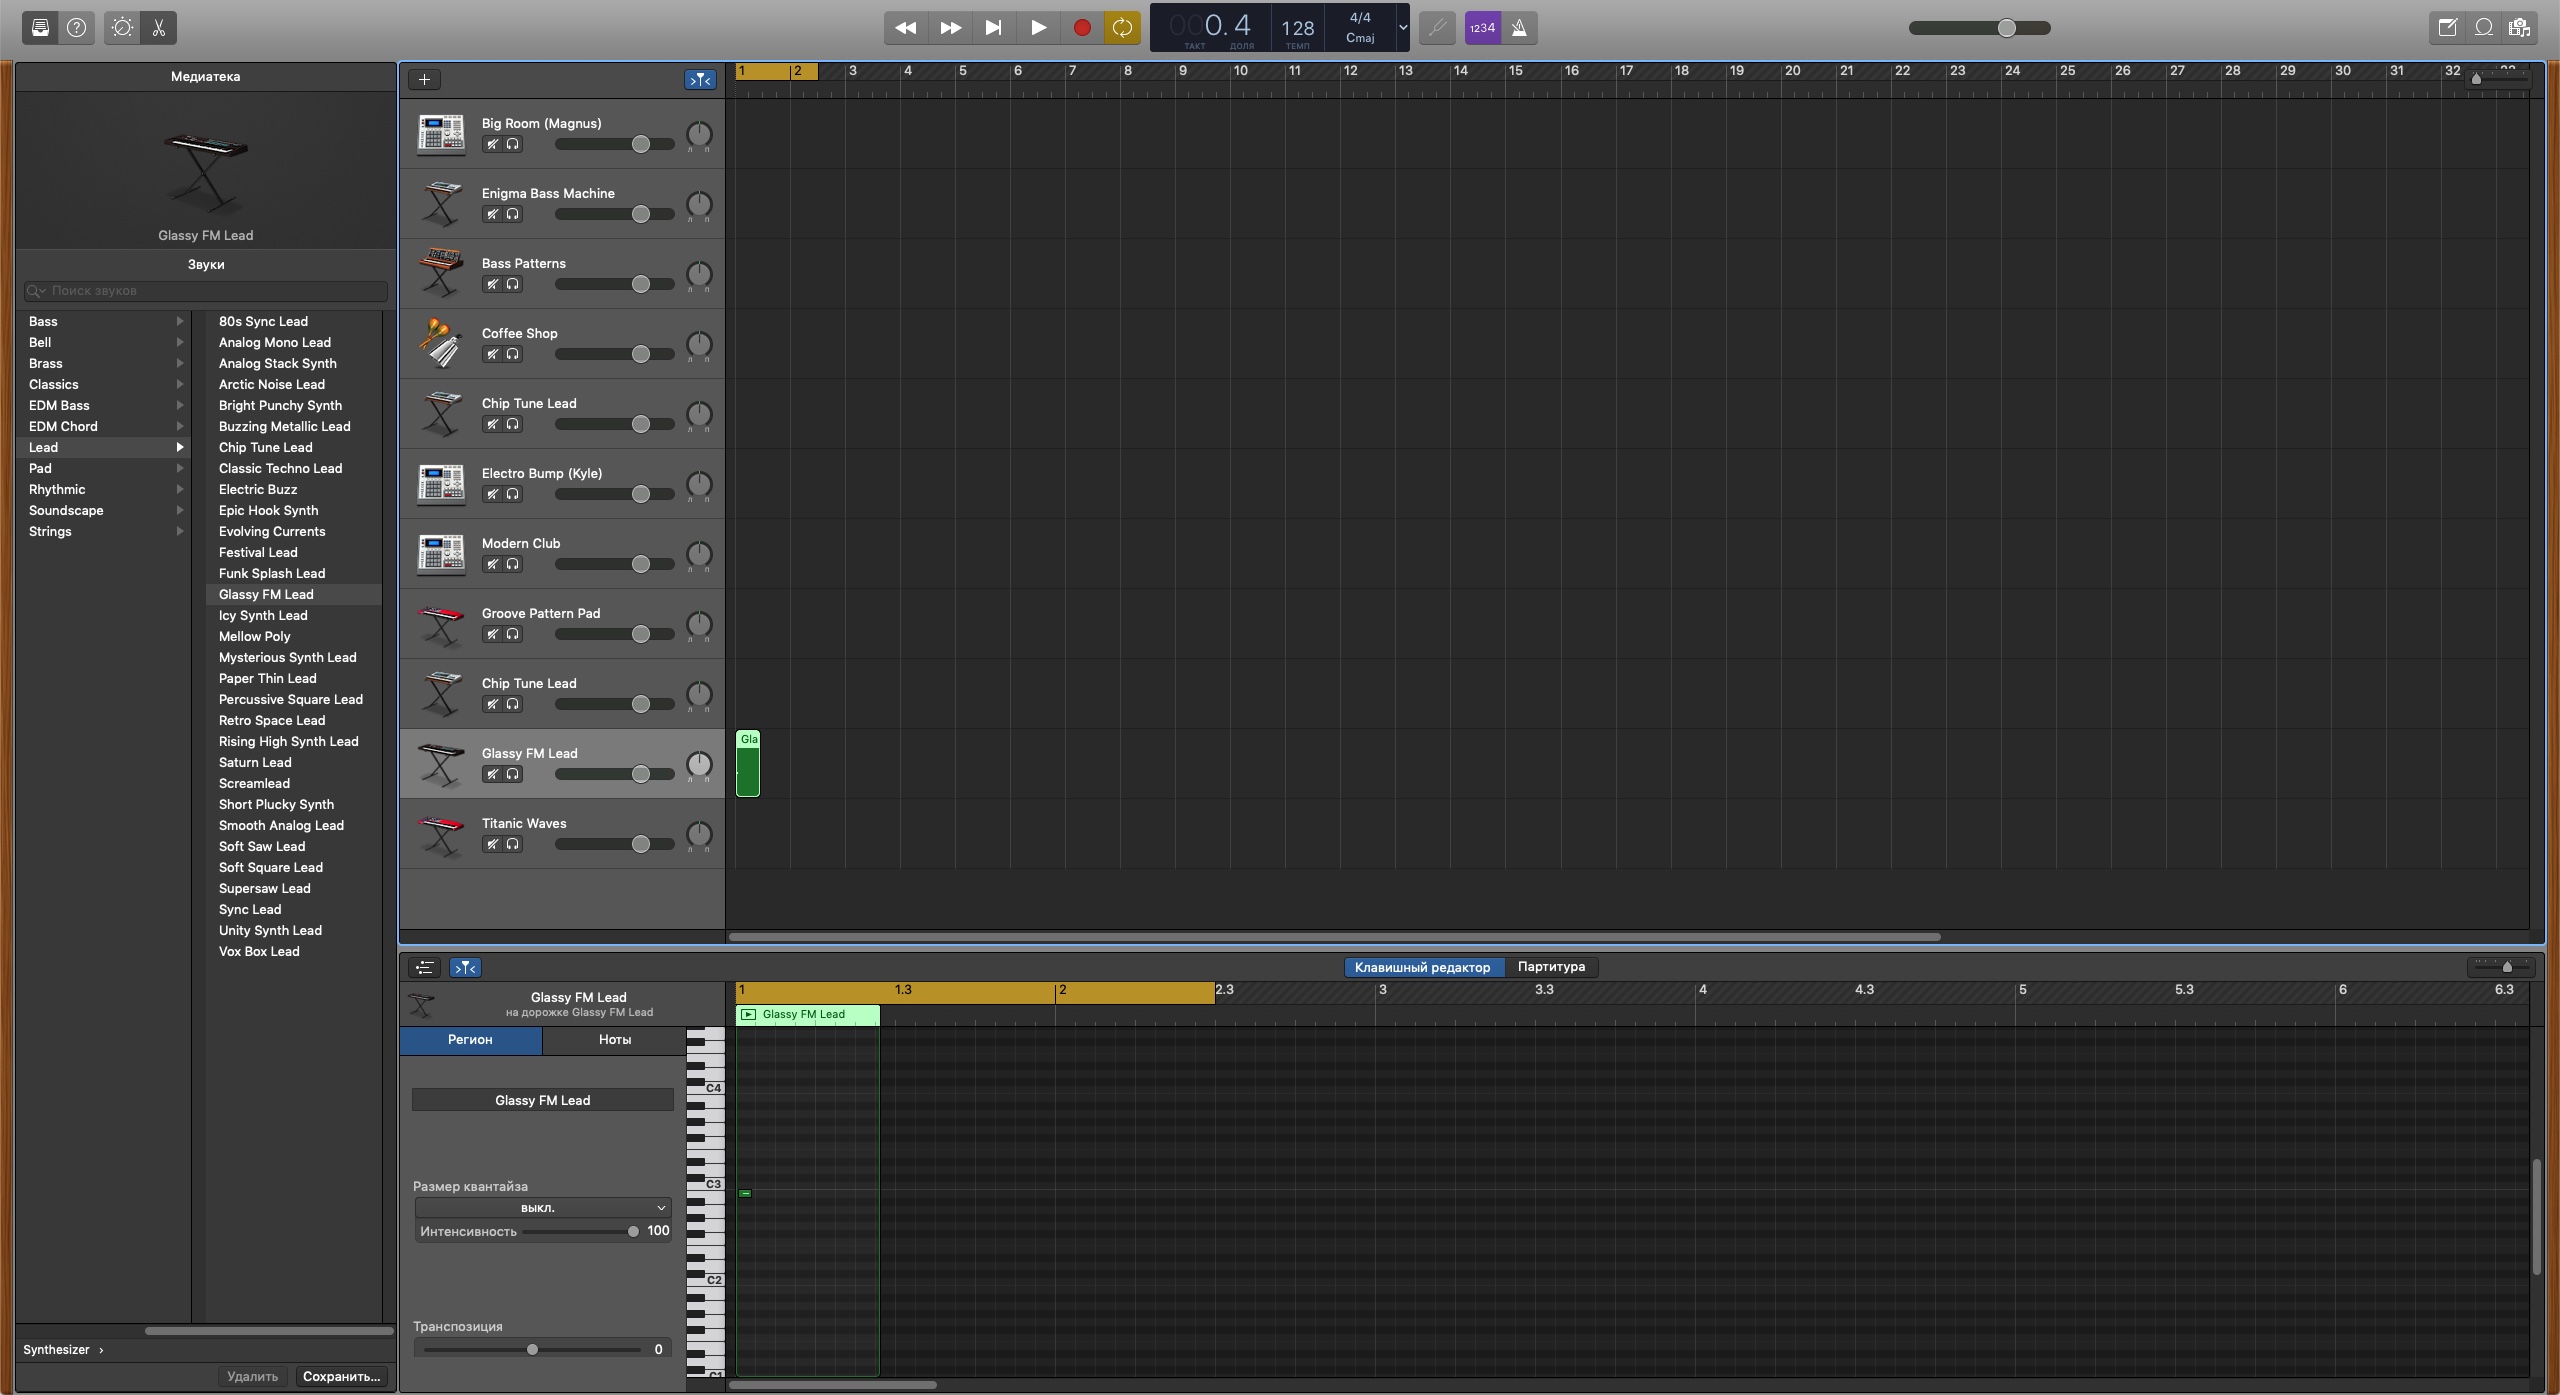 000. 4
ТАКТ
ДОЛЯ
128
ТЕМП
4/4
Cmaj
1234
Медиатека
Glassy FM Lead
Звуки
Поиск звуков
Bass
Bell
Brass
Classics
EDM Bass
EDM Chord
Lead
Pad
Rhythmic
Soundscape
Strings
80s Sync Lead
Analog Mono Lead
Analog Stack Synth
Arctic Noise Lead
Bright Punchy Synth
Buzzing Metallic Lead
Chip Tune Lead
Classic Techno Lead
Electric Buzz
Epic Hook Synth
Evolving Currents
Festival Lead
Funk Splash Lead
Glassy FM Lead
Icy Synth Lead
Mellow Poly
Mysterious Synth Lead
Paper Thin Lead
Percussive Square Lead
Retro Space Lead
Rising High Synth Lead
Saturn Lead
Screamlead
Short Plucky Synth
Smooth Analog Lead
Soft Saw Lead
Soft Square Lead
Supersaw Lead
Sync Lead
Unity Synth Lead
Vox Box Lead
Synthesizer ›
Удалить
Сохранить...
1 2 3 4 5 6 7 8 9 10 11 12 13 14 15 16 17 18 19 20 21 22 23 24 25 26 27 28 29 30 31 32
Big Room (Magnus)
Л П
Enigma Bass Machine
Л П
Bass Patterns
Л П
Coffee Shop
Л П
Chip Tune Lead
Л П
Electro Bump (Kyle)
Л П
Modern Club
Л П
Groove Pattern Pad
Л П
Chip Tune Lead
Л П
Glassy FM Lead
Л П
Gla
Titanic Waves
Л П
Клавишный редактор
Партитура
Glassy FM Lead
на дорожке Glassy FM Lead
1 1.3 2 2.3 3 3.3 4 4.3 5 5.3 6 6.3
Glassy FM Lead
Регион
Ноты
Glassy FM Lead
Размер квантайза
выкл.
Интенсивность 100
Транспозиция
0
C4
C3
C2
C1